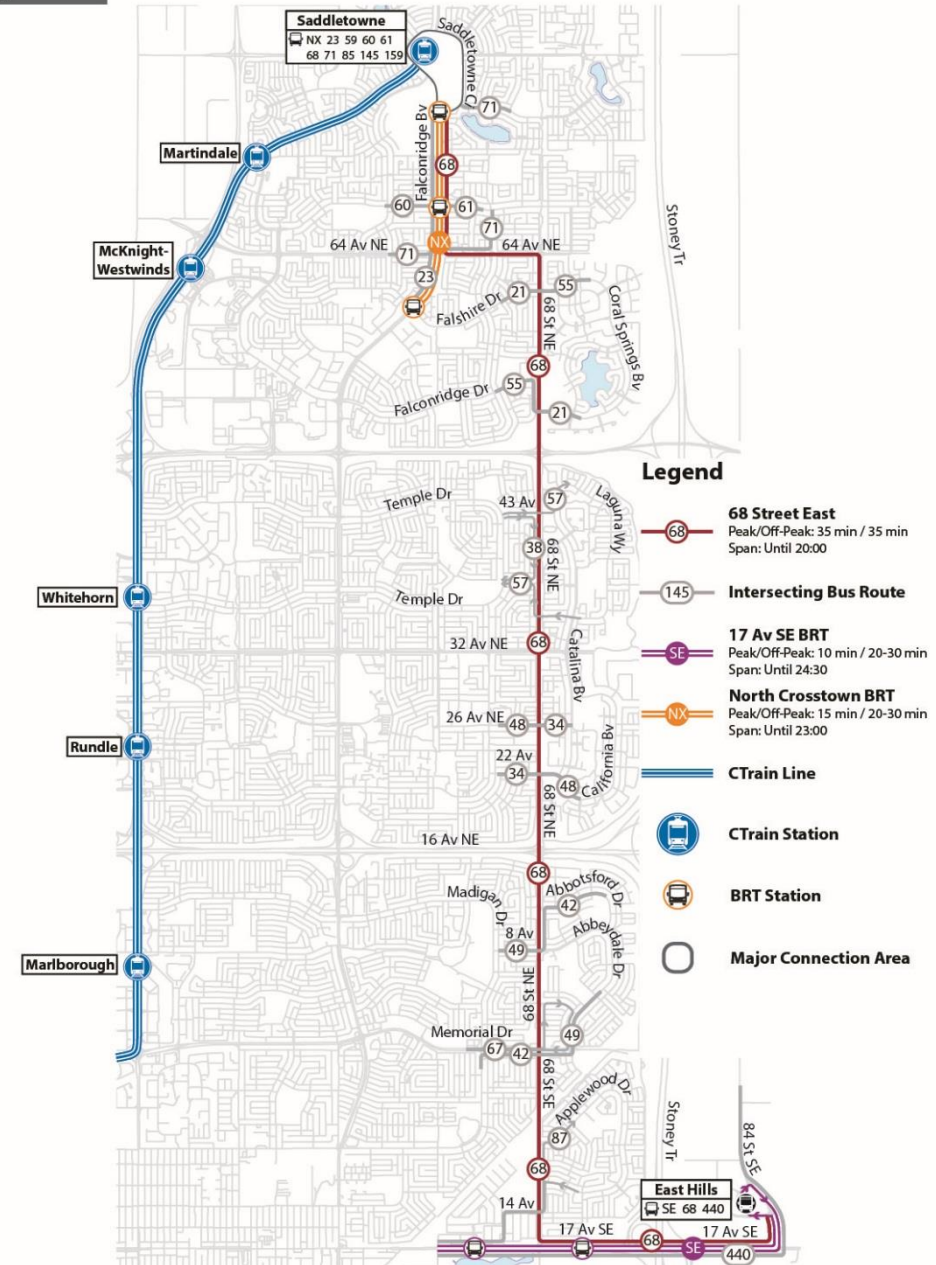 Saddletowne
NX 23 59 60 61
68 71 85 145 159
Saddletowne Ci
71
Martindale
Falconridge Bv
68
60
61
71
McKnight-
Westwinds
64 Av NE
71
NX
64 Av NE
Stoney Tr
23
Falshire Dr
21
55
68 St NE
Coral Springs Bv
68
Falconridge Dr
55
21
Temple Dr
43 Av
57
Laguna Wy
38
68 St NE
57
Whitehorn
Temple Dr
32 Av NE
68
Catalina Bv
26 Av NE
48
34
Rundle
22 Av
34
48
California Bv
68 St NE
16 Av NE
68
Madigan Dr
Abbotsford Dr
42
8 Av
49
Abbeydale Dr
Marlborough
68 St NE
Memorial Dr
67
42
49
68 St SE
Applewood Dr
87
68
Stoney Tr
84 St SE
14 Av
East Hills
SE 68 440
17 Av SE
68
SE
17 Av SE
440
Legend
68
68 Street East
Peak/Off-Peak: 35 min / 35 min
Span: Until 20:00
145
Intersecting Bus Route
SE
17 Av SE BRT
Peak/Off-Peak: 10 min / 20-30 min
Span: Until 24:30
NX
North Crosstown BRT
Peak/Off-Peak: 15 min / 20-30 min
Span: Until 23:00
CTrain Line
CTrain Station
BRT Station
Major Connection Area